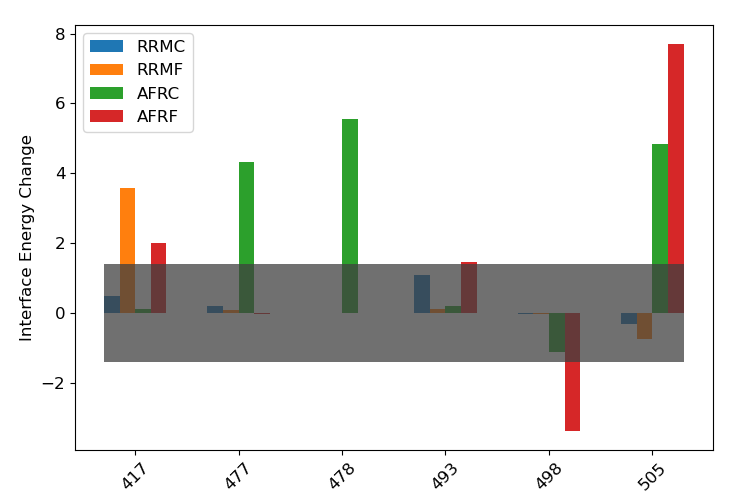 8
6
4
2
0
−2
Interface Energy Change
RRMC
RRMF
AFRC
AFRF
417
477
478
493
498
505